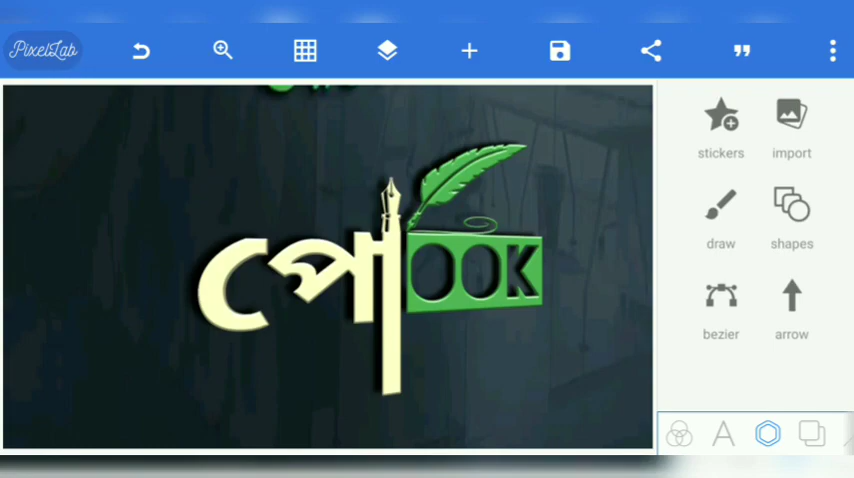 PixelLab
stickers
import
draw
shapes
bezier
arrow
পো
OOK